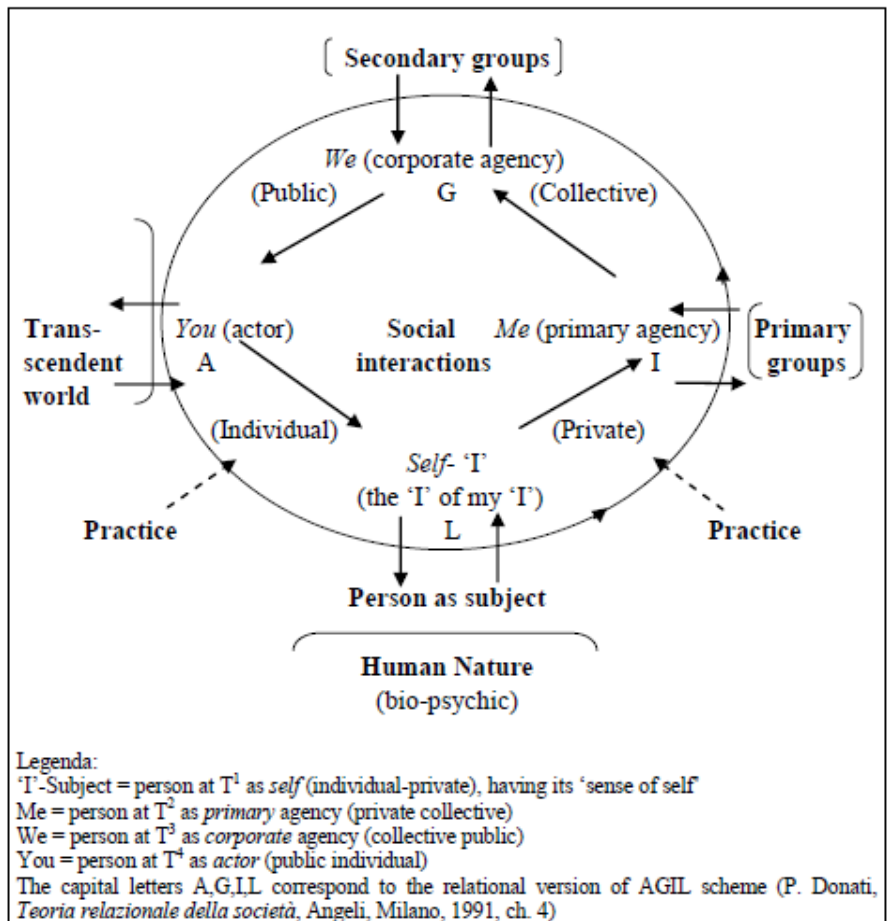 Secondary groups
We (corporate agency)
(Public) G (Collective)
Trans-
scendent
world
You (actor)
A
Social
interactions
Me (primary agency)
I
Primary
groups
(Individual)
(Private)
Self- ‘I’
(the ‘I’ of my ‘I’)
L
Practice
Practice
Person as subject
Human Nature
(bio-psychic)
Legenda:
‘I’-Subject = person at T¹ as self (individual-private), having its ‘sense of self’
Me = person at T² as primary agency (private collective)
We = person at T³ as corporate agency (collective public)
You = person at T⁴ as actor (public individual)
The capital letters A,G,I,L correspond to the relational version of AGIL scheme (P. Donati,
Teoria relazionale della società, Angeli, Milano, 1991, ch. 4)